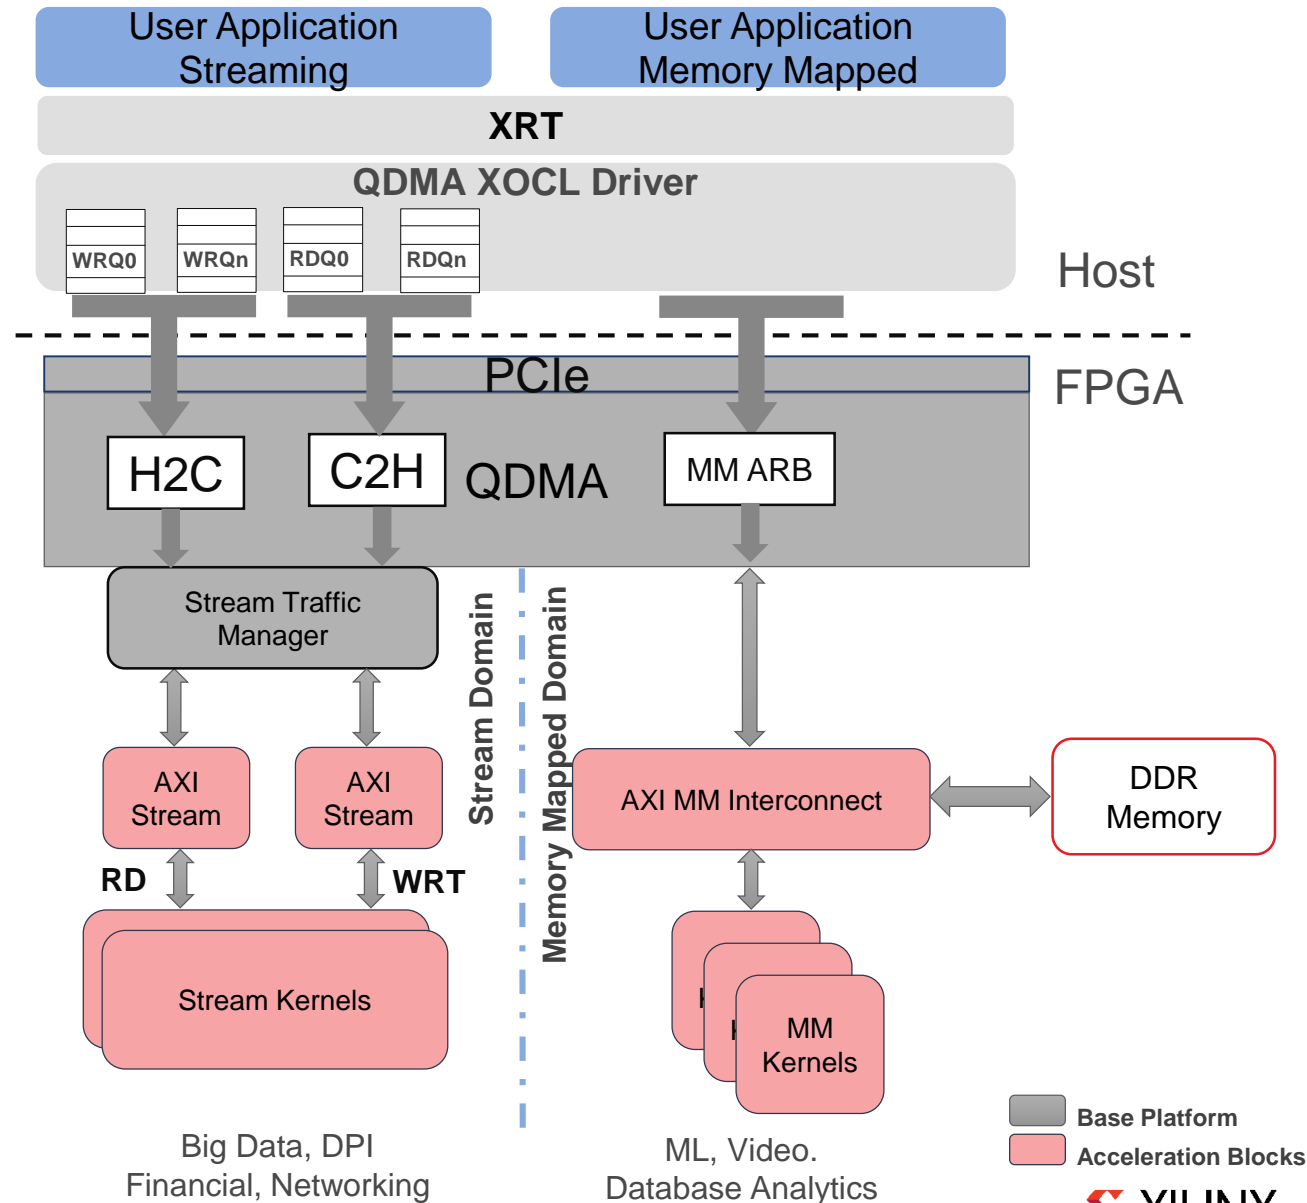 User Application
Streaming
User Application
Memory Mapped
XRT
QDMA XOCL Driver
WRQ0
WRQn
RDQ0
RDQn
Host
PCIe
FPGA
H2C
C2H
QDMA
MM ARB
Stream Traffic
Manager
Stream Domain
Memory Mapped Domain
AXI
Stream
AXI
Stream
AXI MM Interconnect
DDR
Memory
RD
WRT
Stream Kernels
MM
Kernels
Big Data, DPI
Financial, Networking
ML, Video.
Database Analytics
Base Platform
Acceleration Blocks